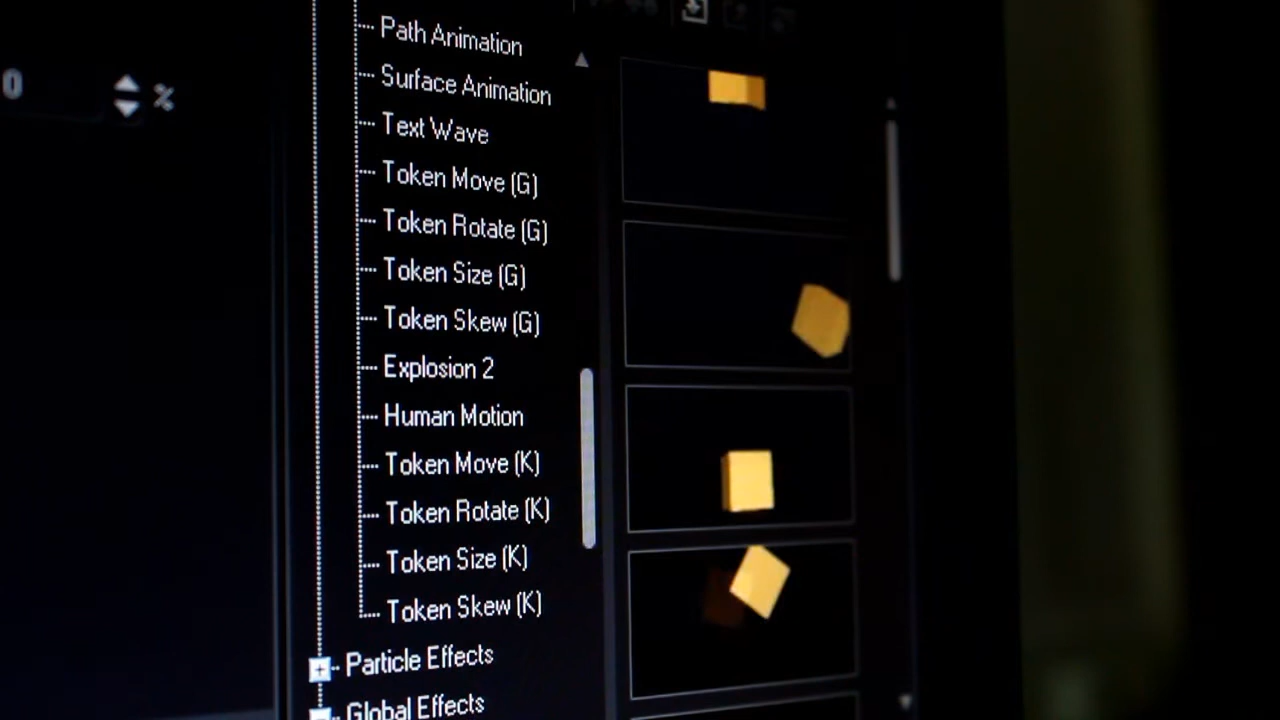 0 %
Path Animation
Surface Animation
Text Wave
Token Move (G)
Token Rotate (G)
Token Size (G)
Token Skew (G)
Explosion 2
Human Motion
Token Move (K)
Token Rotate (K)
Token Size (K)
Token Skew (K)
Particle Effects
Global Effects